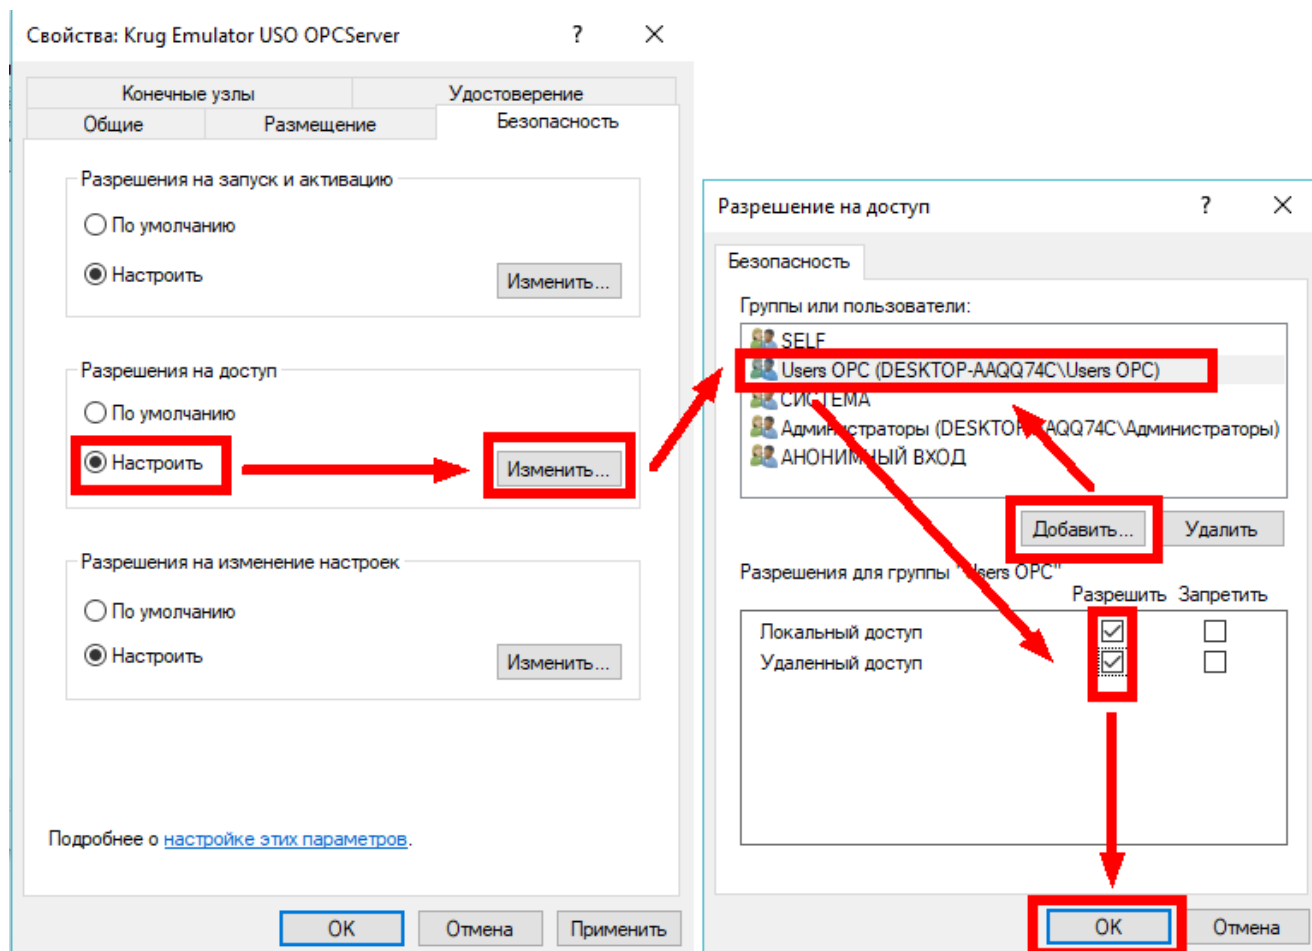 Свойства: Krug Emulator USO OPCServer
Конечные узлы Удостоверение
Общие Размещение Безопасность
Разрешения на запуск и активацию
По умолчанию
Настроить Изменить...
Разрешения на доступ
По умолчанию
Настроить Изменить...
Разрешения на изменение настроек
По умолчанию
Настроить Изменить...
Подробнее о настройке этих параметров.
OK Отмена Применить
Разрешение на доступ
Безопасность
Группы или пользователи:
SELF
Users OPC (DESKTOP-AAQQ74C\Users OPC)
СИСТЕМА
Администраторы (DESKTOP-AAQQ74C\Администраторы)
АНОНИМНЫЙ ВХОД
Добавить... Удалить
Разрешения для группы "Users OPC"
Разрешить Запретить
Локальный доступ
Удаленный доступ
OK Отмена